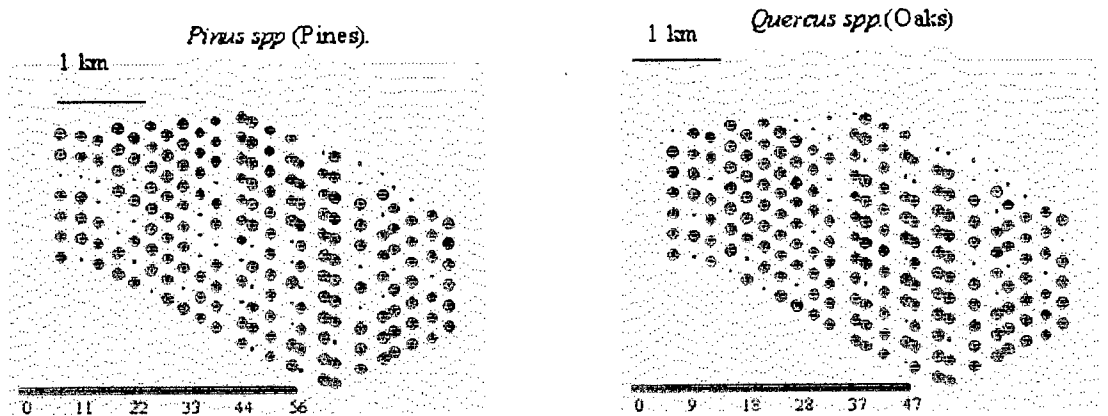 Pinus spp (Pines).
1 km
0 11 22 33 44 56
Quercus spp.(Oaks)
1 km
0 9 18 28 37 47